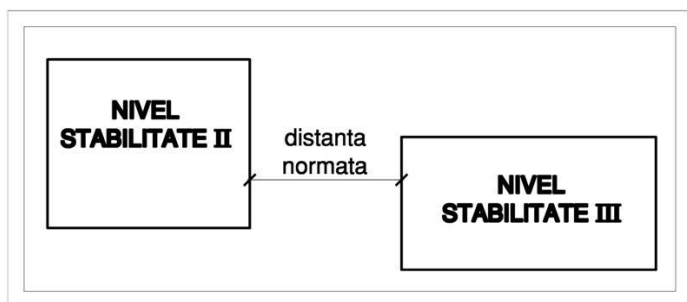 NIVEL
STABILITATE II
distanta
normata
NIVEL
STABILITATE III